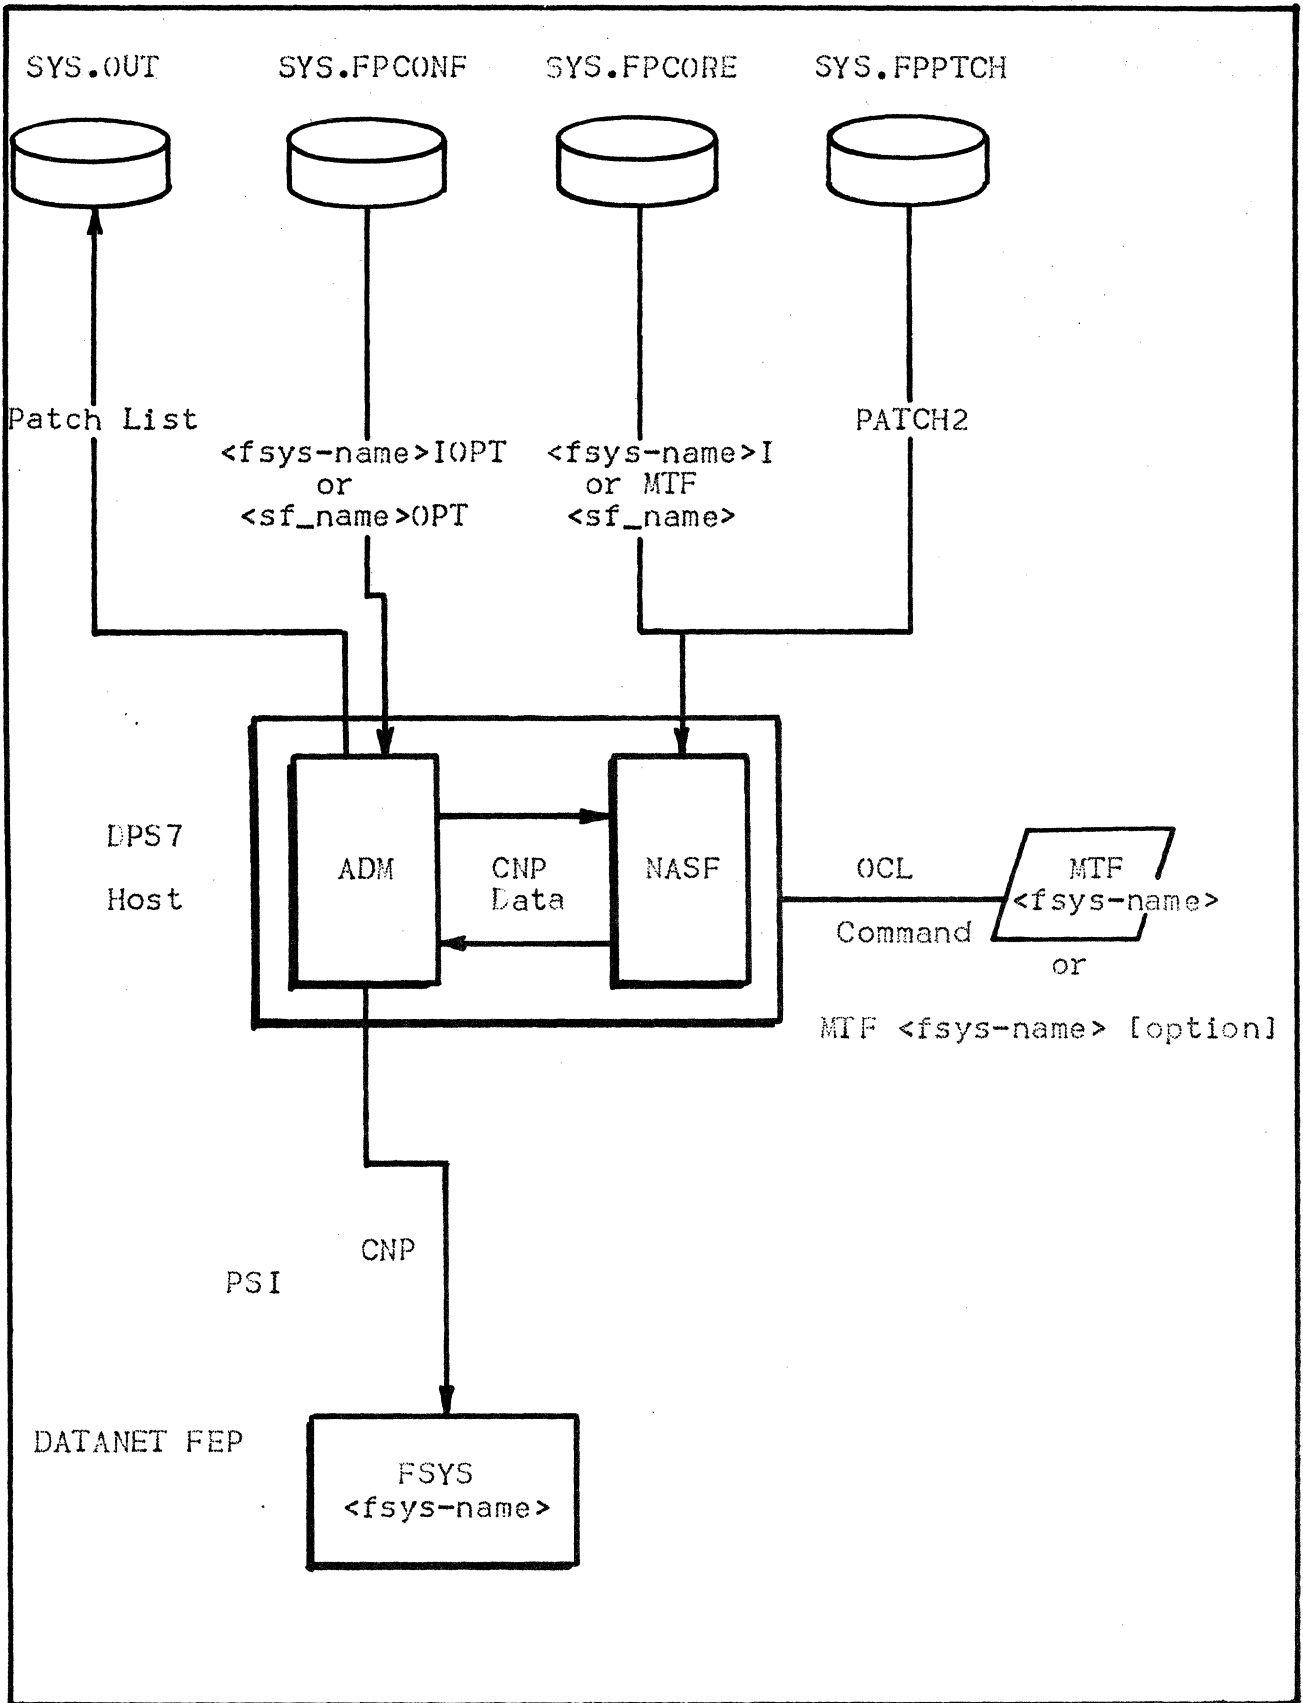 SYS.OUT
SYS.FPCONF
SYS.FPCORE
SYS.FPPTCH
Patch List
<fsys-name>IOPT
or
<sf_name>OPT
<fsys-name>I
or MTF
<sf_name>
PATCH2
DPS7
Host
ADM
CNP
Data
NASF
OCL
Command
MTF
<fsys-name>
or
MTF <fsys-name> [option]
CNP
PSI
DATANET FEP
FSYS
<fsys-name>